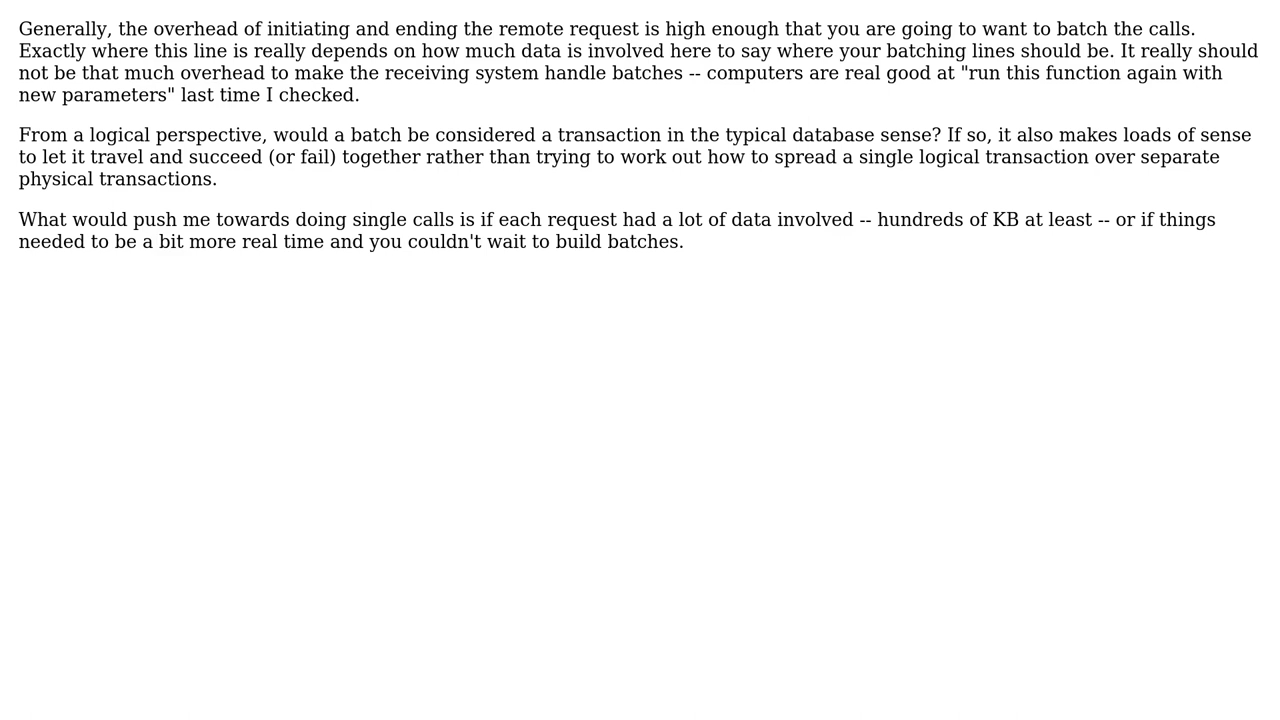 Generally, the overhead of initiating and ending the remote request is high enough that you are going to want to batch the calls.
Exactly where this line is really depends on how much data is involved here to say where your batching lines should be. It really should
not be that much overhead to make the receiving system handle batches -- computers are real good at "run this function again with
new parameters" last time I checked.
From a logical perspective, would a batch be considered a transaction in the typical database sense? If so, it also makes loads of sense
to let it travel and succeed (or fail) together rather than trying to work out how to spread a single logical transaction over separate
physical transactions.
What would push me towards doing single calls is if each request had a lot of data involved -- hundreds of KB at least -- or if things
needed to be a bit more real time and you couldn't wait to build batches.